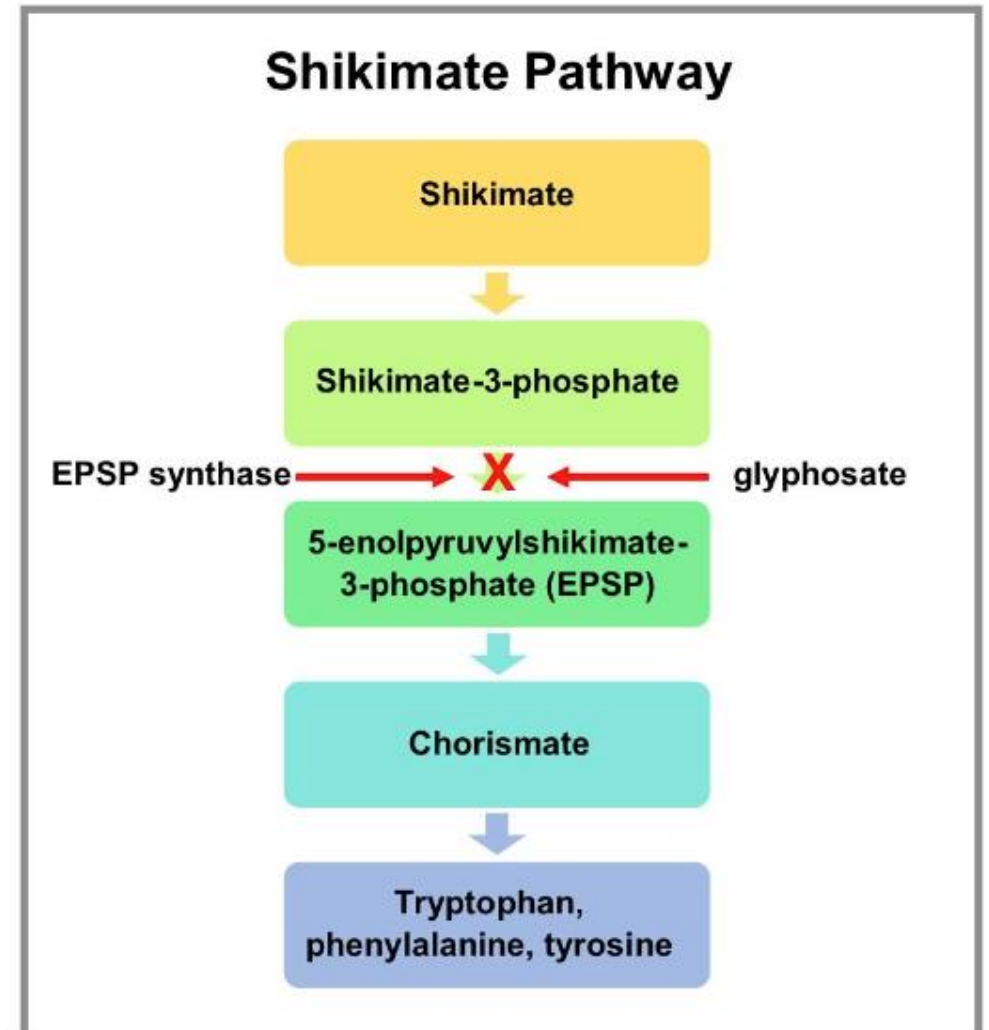 Shikimate Pathway
Shikimate
Shikimate-3-phosphate
EPSP synthase
X
glyphosate
5-enolpyruvylshikimate-
3-phosphate (EPSP)
Chorismate
Tryptophan,
phenylalanine, tyrosine